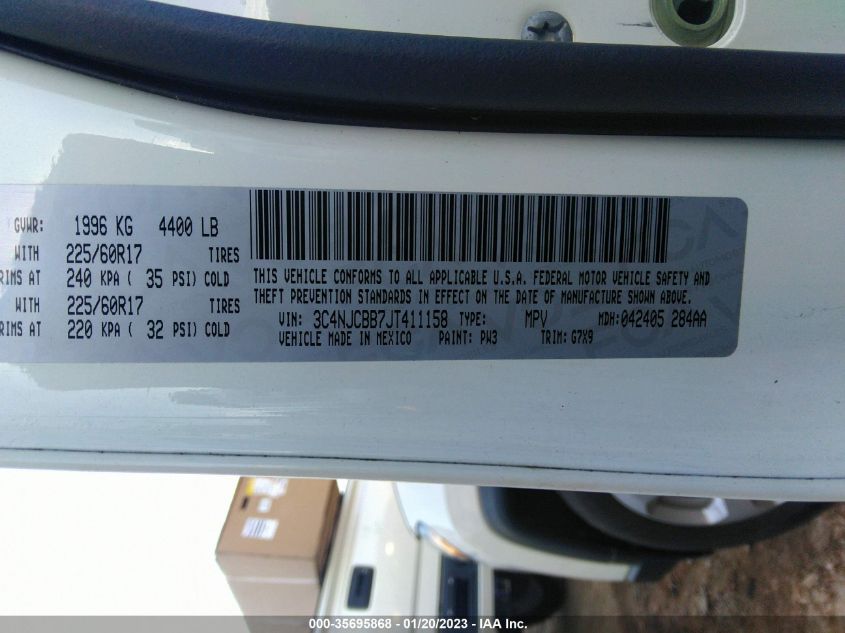 GVWR: 1996 KG 4400 LB
WITH 225/60R17 TIRES
RIMS AT 240 KPA ( 35 PSI) COLD
WITH 225/60R17 TIRES
RIMS AT 220 KPA ( 32 PSI) COLD
THIS VEHICLE CONFORMS TO ALL APPLICABLE U.S.A. FEDERAL MOTOR VEHICLE SAFETY AND
THEFT PREVENTION STANDARDS IN EFFECT ON THE DATE OF MANUFACTURE SHOWN ABOVE.
VIN: 3C4NJCBB7JT411158 TYPE: MPV MDH:042405 284AA
VEHICLE MADE IN MEXICO PAINT: PW3 TRIM: G7X9
000-35695868 - 01/20/2023 - IAA Inc.